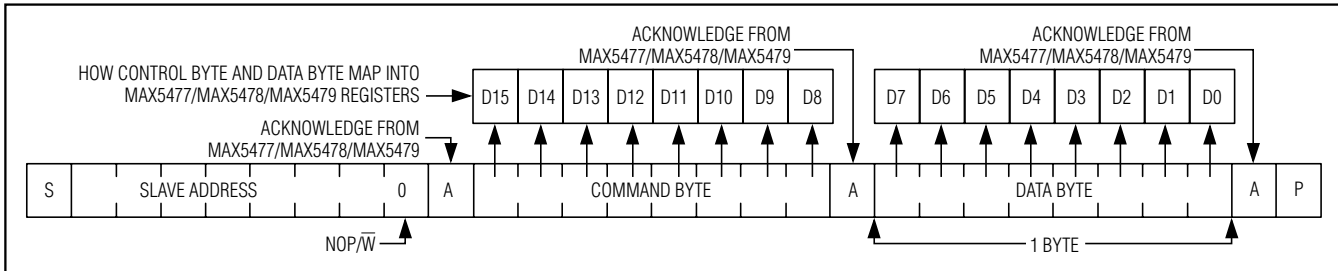 ACKNOWLEDGE FROM
MAX5477/MAX5478/MAX5479
ACKNOWLEDGE FROM
MAX5477/MAX5478/MAX5479
HOW CONTROL BYTE AND DATA BYTE MAP INTO
MAX5477/MAX5478/MAX5479 REGISTERS
D15 D14 D13 D12 D11 D10 D9 D8 D7 D6 D5 D4 D3 D2 D1 D0
ACKNOWLEDGE FROM
MAX5477/MAX5478/MAX5479
S SLAVE ADDRESS 0 A COMMAND BYTE A DATA BYTE A P
NOP/W̅ 1 BYTE